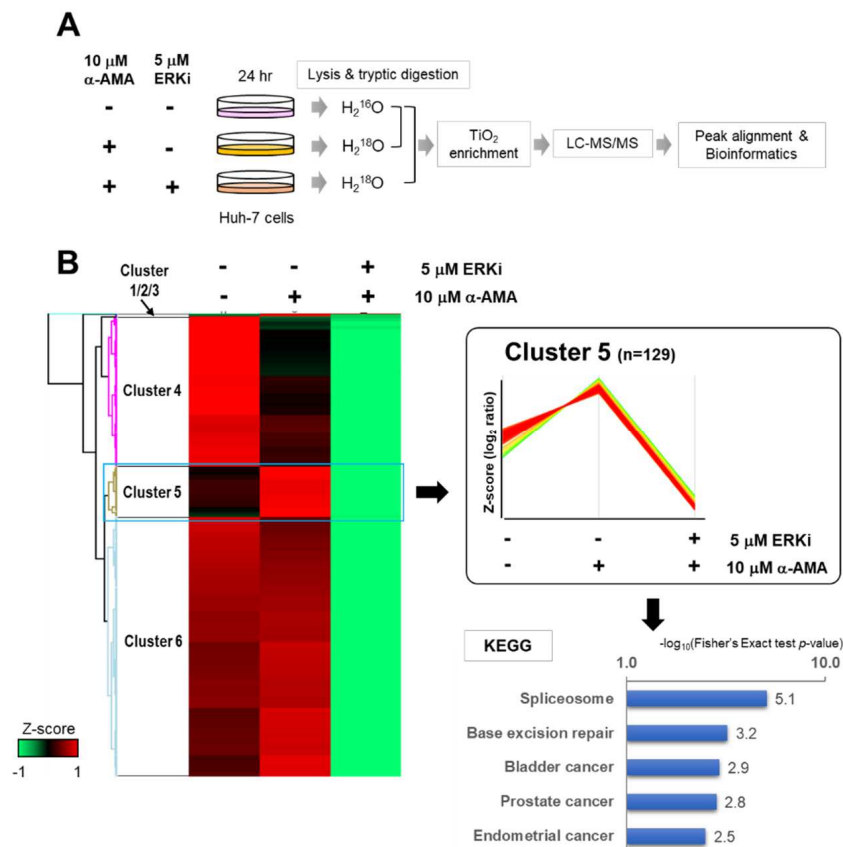 A
10 μM
α-AMA
5 μM
ERKi
24 hr
Lysis & tryptic digestion
- -
+ -
+ +
H₂¹⁶O
H₂¹⁸O
H₂¹⁸O
Huh-7 cells
TiO₂
enrichment
LC-MS/MS
Peak alignment &
Bioinformatics
B
Cluster
1/2/3
- - + 5 μM ERKi
- + + 10 μM α-AMA
Cluster 4
Cluster 5
Cluster 6
Z-score
-1 1
Cluster 5 (n=129)
Z-score (log₂ ratio)
- - + 5 μM ERKi
- + + 10 μM α-AMA
KEGG
-log₁₀(Fisher's Exact test p-value)
1.0 10.0
Spliceosome 5.1
Base excision repair 3.2
Bladder cancer 2.9
Prostate cancer 2.8
Endometrial cancer 2.5